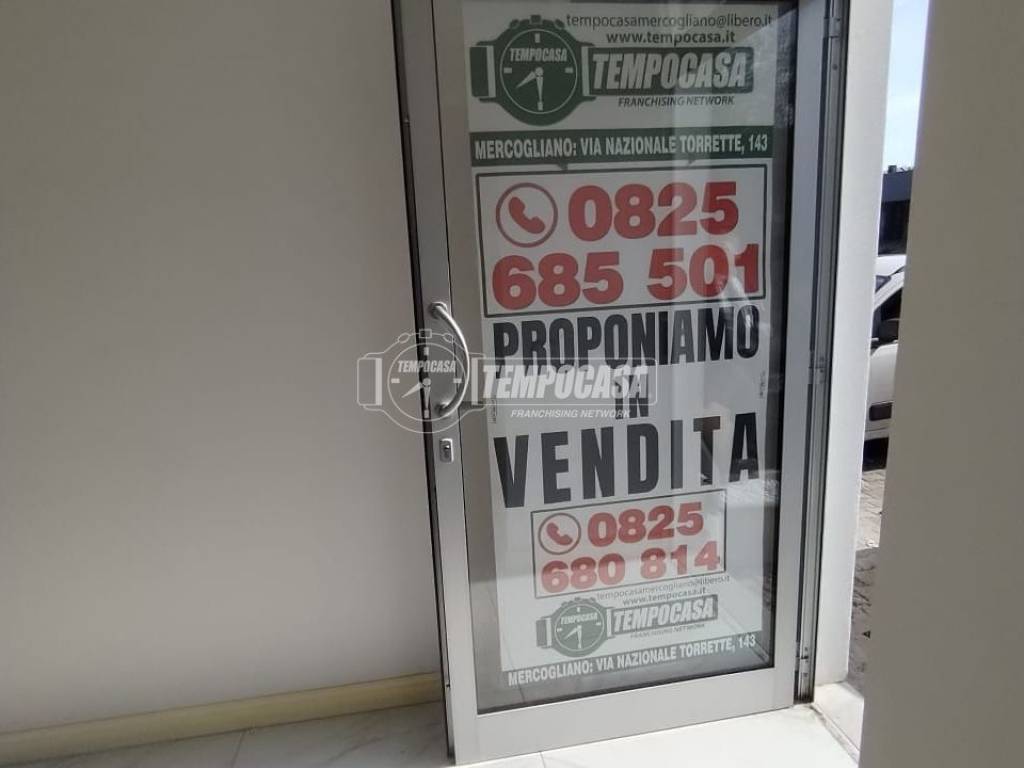 tempocasamercogliano@libero.it
www.tempocasa.it
TEMPOCASA
TEMPOCASA
FRANCHISING NETWORK
MERCOGLIANO: VIA NAZIONALE TORRETTE, 143
0825
685 501
PROPONIAMO
TEMPOCASA
TEMPOCASA
FRANCHISING NETWORK
IN
VENDITA
0825
680 814
tempocasamercogliano@libero.it
www.tempocasa.it
TEMPOCASA
TEMPOCASA
FRANCHISING NETWORK
MERCOGLIANO: VIA NAZIONALE TORRETTE, 143